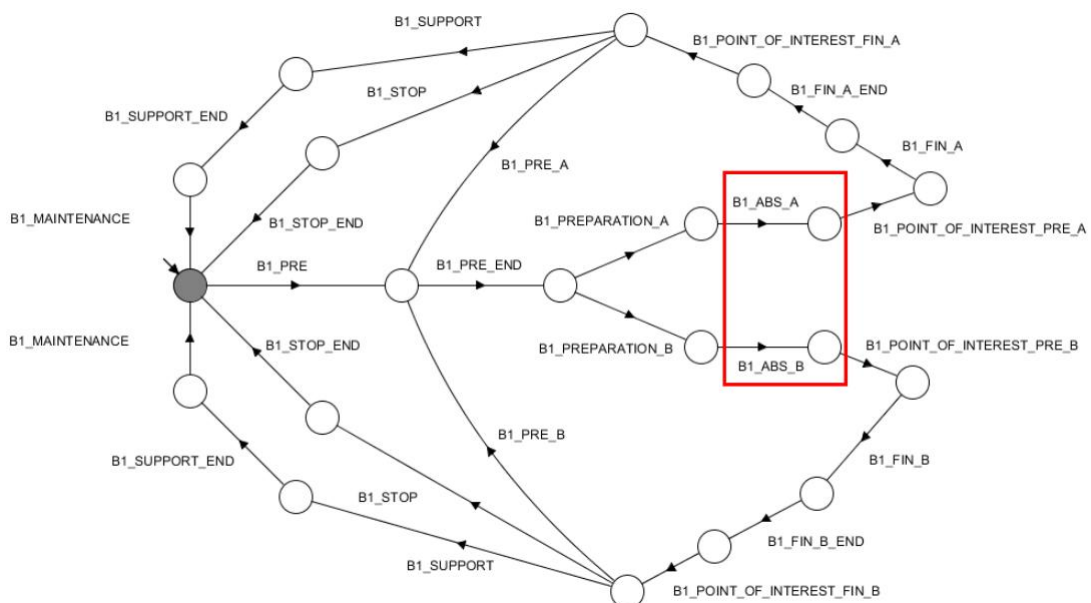 B1_SUPPORT
B1_POINT_OF_INTEREST_FIN_A
B1_STOP
B1_FIN_A_END
B1_SUPPORT_END
B1_FIN_A
B1_PRE_A
B1_ABS_A
B1_MAINTENANCE
B1_STOP_END
B1_PREPARATION_A
B1_POINT_OF_INTEREST_PRE_A
B1_PRE
B1_PRE_END
B1_MAINTENANCE
B1_STOP_END
B1_PREPARATION_B
B1_POINT_OF_INTEREST_PRE_B
B1_ABS_B
B1_PRE_B
B1_SUPPORT_END
B1_FIN_B
B1_STOP
B1_FIN_B_END
B1_SUPPORT
B1_POINT_OF_INTEREST_FIN_B